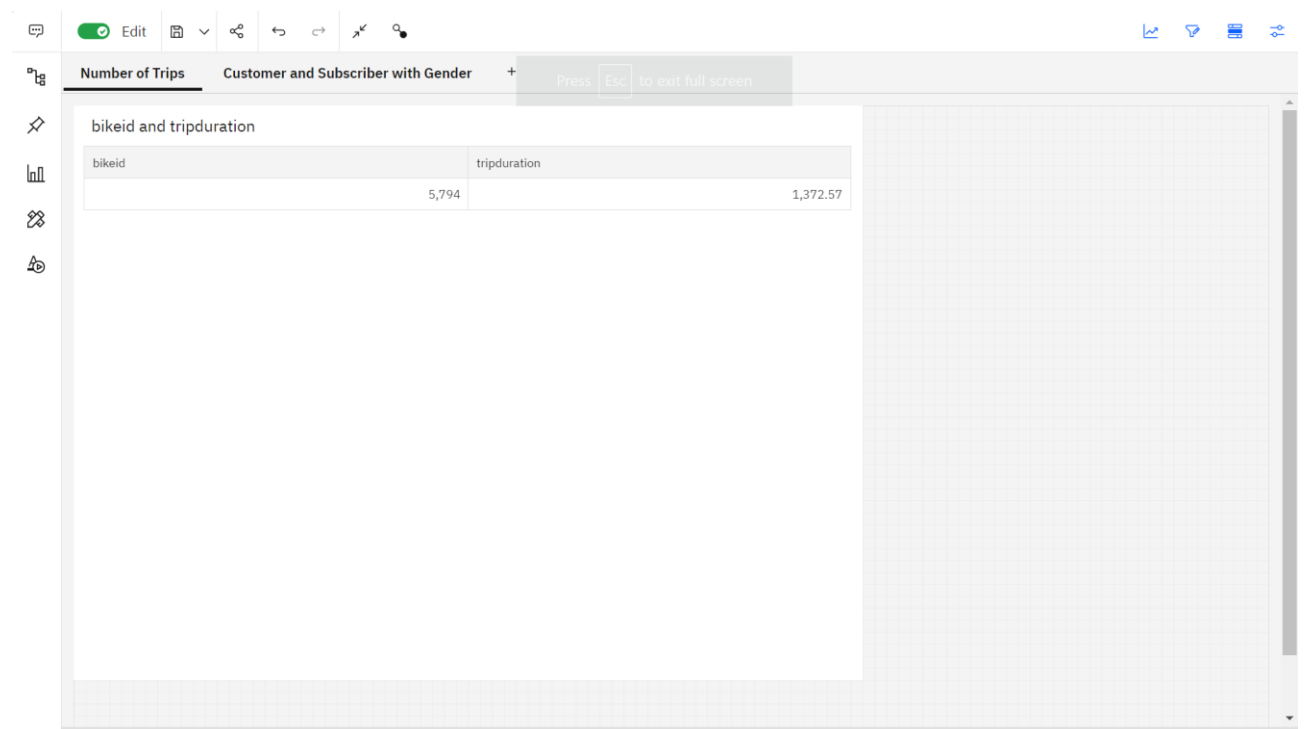 Edit
Number of Trips Customer and Subscriber with Gender +
Press Esc to exit full screen
bikeid and tripduration
bikeid tripduration
5,794 1,372.57